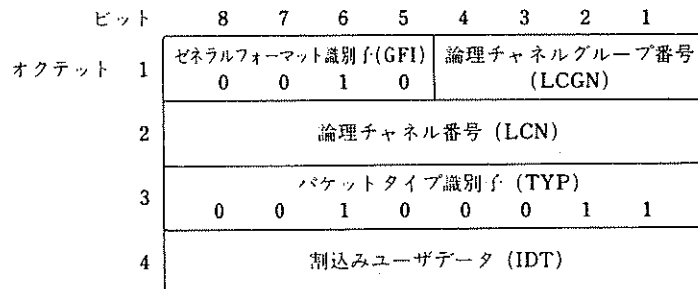 ビット 8 7 6 5 4 3 2 1
オクテット 1 ゼネラルフォーマット識別子(GFI) 論理チャネルグループ番号
0 0 1 0 (LCGN)
2 論理チャネル番号 (LCN)
パケットタイプ識別子 (TYP)
3
0 0 1 0 0 0 1 1
4 割込みユーザデータ (IDT)